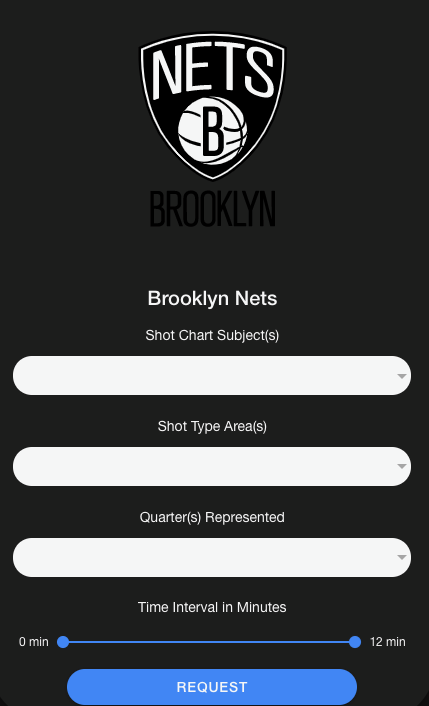 NETS
B
BROOKLYN
Brooklyn Nets
Shot Chart Subject(s)
Shot Type Area(s)
Quarter(s) Represented
Time Interval in Minutes
0 min 12 min
REQUEST